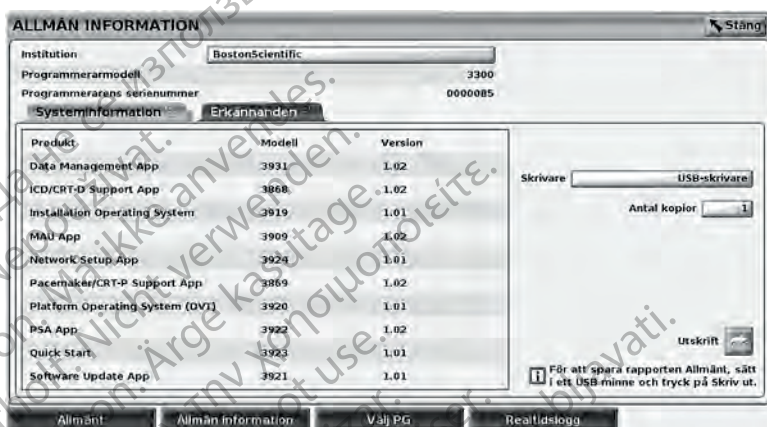 ALLMÄN INFORMATION
Stäng
Institution BostonScientific
Programmerarmodell 3300
Programmerarens serienummer 0000085
Systeminformation Erkännanden
Produkt Modell Version
Data Management App 3931 1.02
ICD/CRT-D Support App 3868 1.02
Installation Operating System 3919 1.01
MAU App 3909 1.02
Network Setup App 3924 1.01
Pacemaker/CRT-P Support App 3869 1.02
Platform Operating System (OVT) 3920 1.01
PSA App 3922 1.02
Quick Start 3923 1.01
Software Update App 3921 1.01
Skrivare USB-skrivare
Antal kopior 1
Utskrift
För att spara rapporten Allmänt, sätt
i ett USB-minne och tryck på Skriv ut.
Allmänt Allmän information Välj PG Realtidslogg